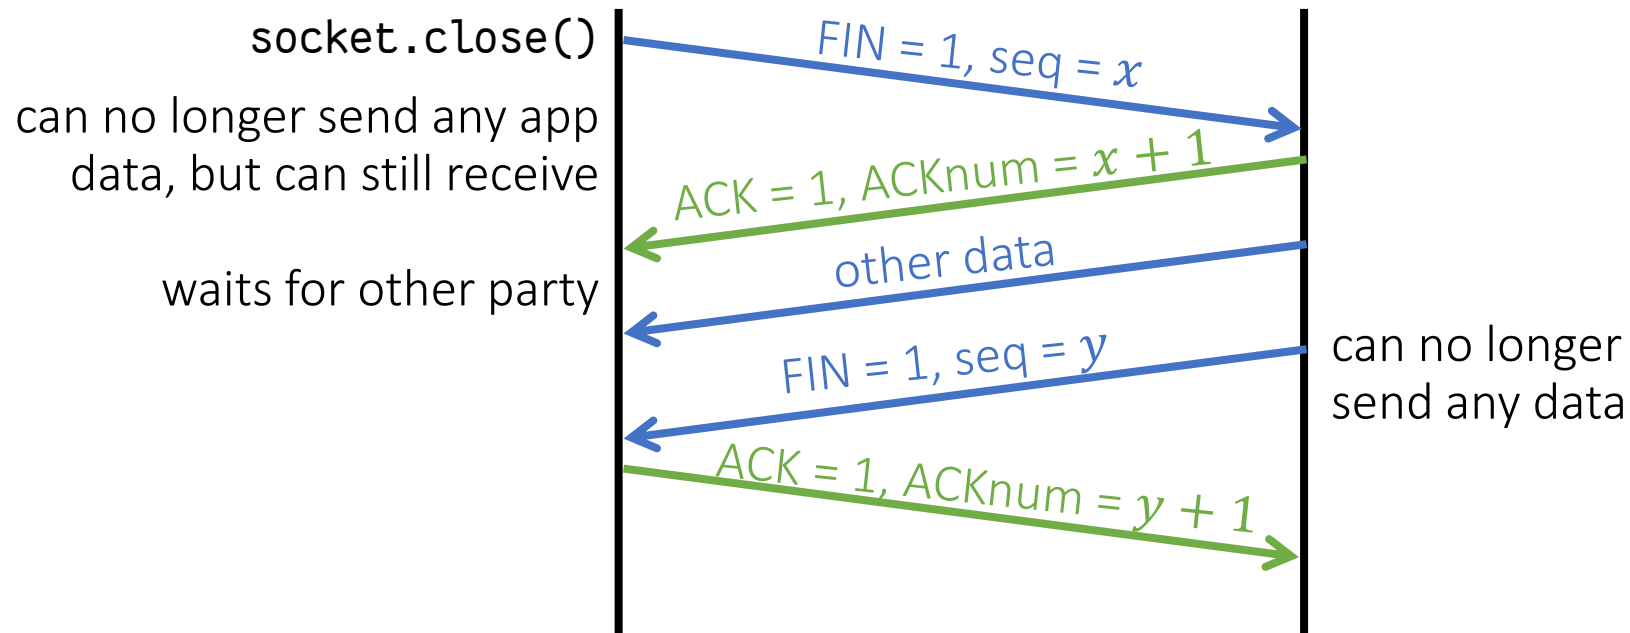 socket.close()
FIN = 1, seq = x
can no longer send any app
data, but can still receive
ACK = 1, ACKnum = x + 1
other data
waits for other party
FIN = 1, seq = y
can no longer
send any data
ACK = 1, ACKnum = y + 1